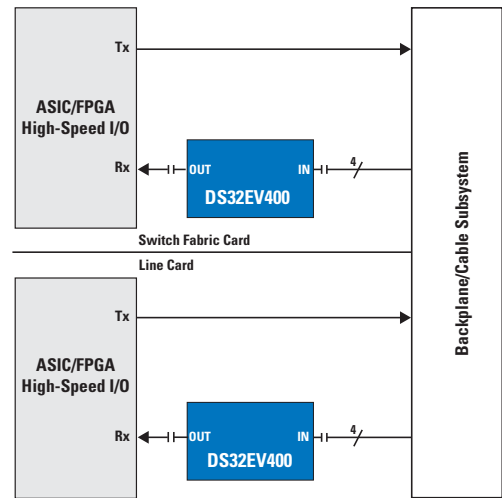 Tx
ASIC/FPGA
High-Speed I/O
Rx
OUT
IN
4
DS32EV400
Switch Fabric Card
Line Card
Tx
ASIC/FPGA
High-Speed I/O
Rx
OUT
IN
4
DS32EV400
Backplane/Cable Subsystem